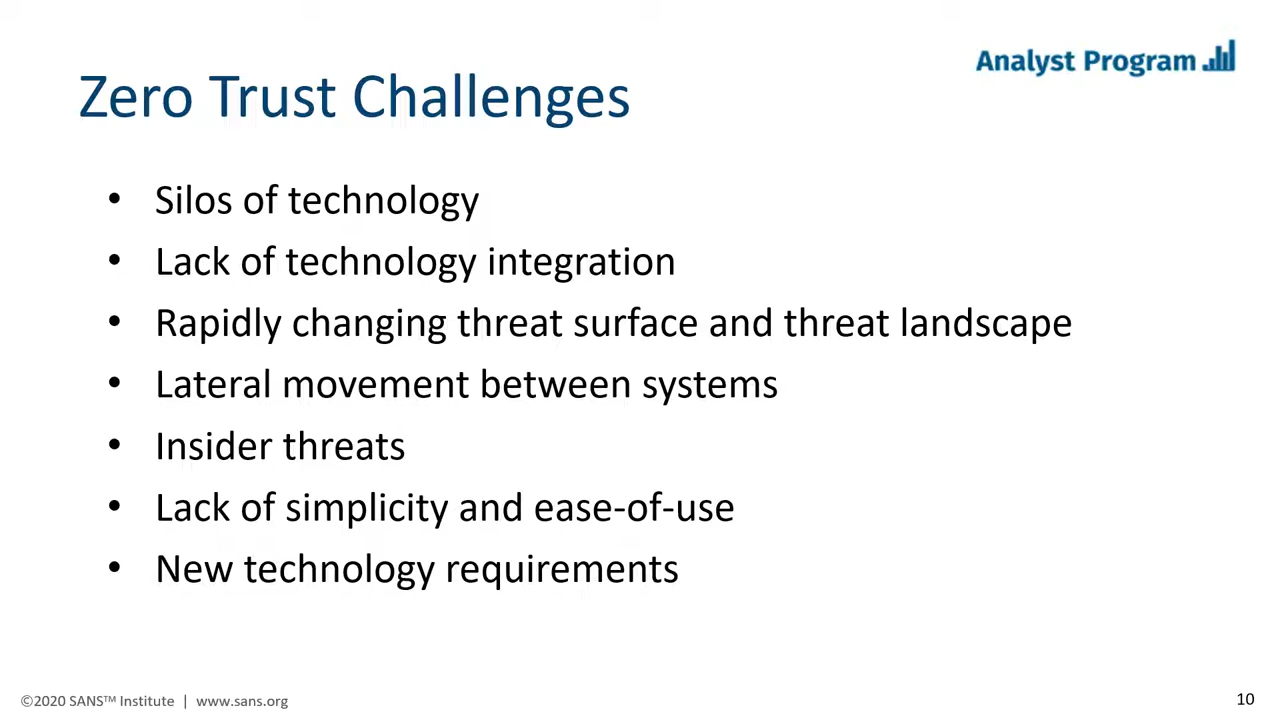 Analyst Program
Zero Trust Challenges
• Silos of technology
• Lack of technology integration
• Rapidly changing threat surface and threat landscape
• Lateral movement between systems
• Insider threats
• Lack of simplicity and ease-of-use
• New technology requirements
©2020 SANS™ Institute | www.sans.org
10